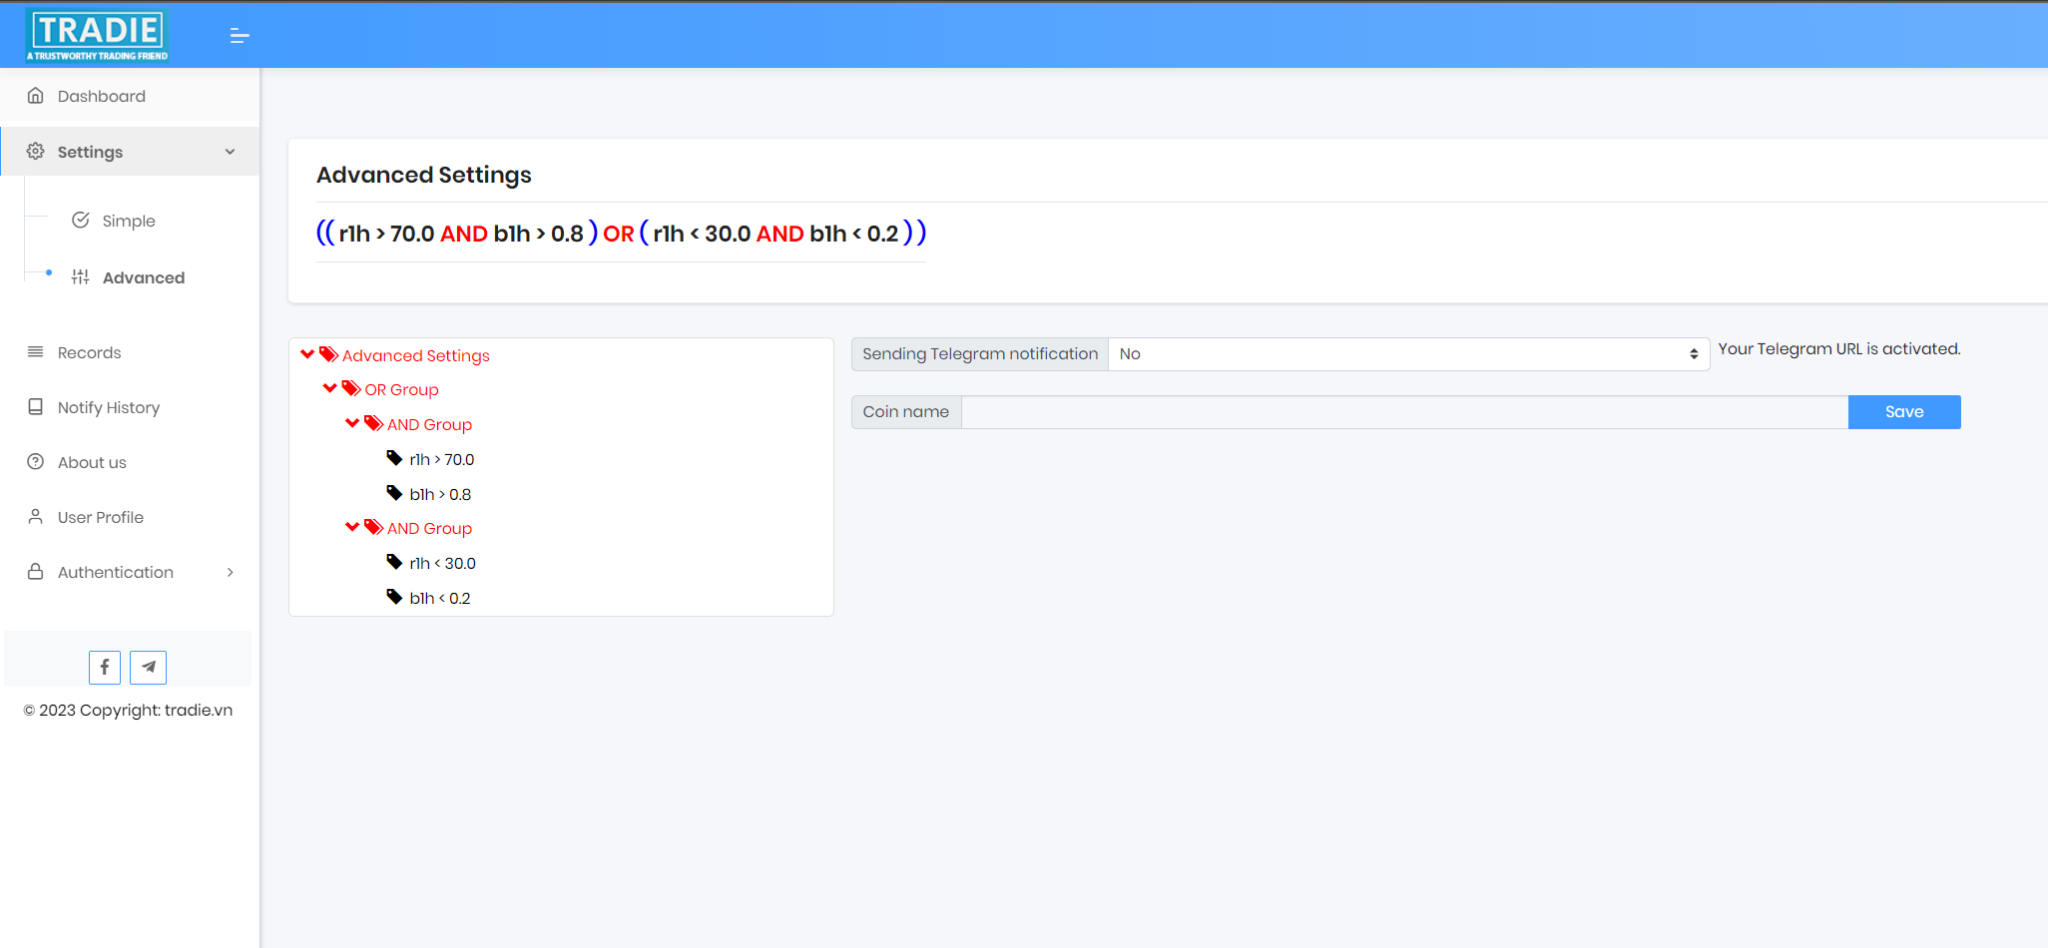 TRADIE
A TRUSTWORTHY TRADING FRIEND
Dashboard
Settings
Simple
Advanced
Records
Notify History
About us
User Profile
Authentication
© 2023 Copyright: tradie.vn
Advanced Settings
(( r1h > 70.0 AND b1h > 0.8 ) OR ( r1h < 30.0 AND b1h < 0.2 ) )
Advanced Settings
OR Group
AND Group
r1h > 70.0
b1h > 0.8
AND Group
r1h < 30.0
b1h < 0.2
Sending Telegram notification No Your Telegram URL is activated.
Coin name Save